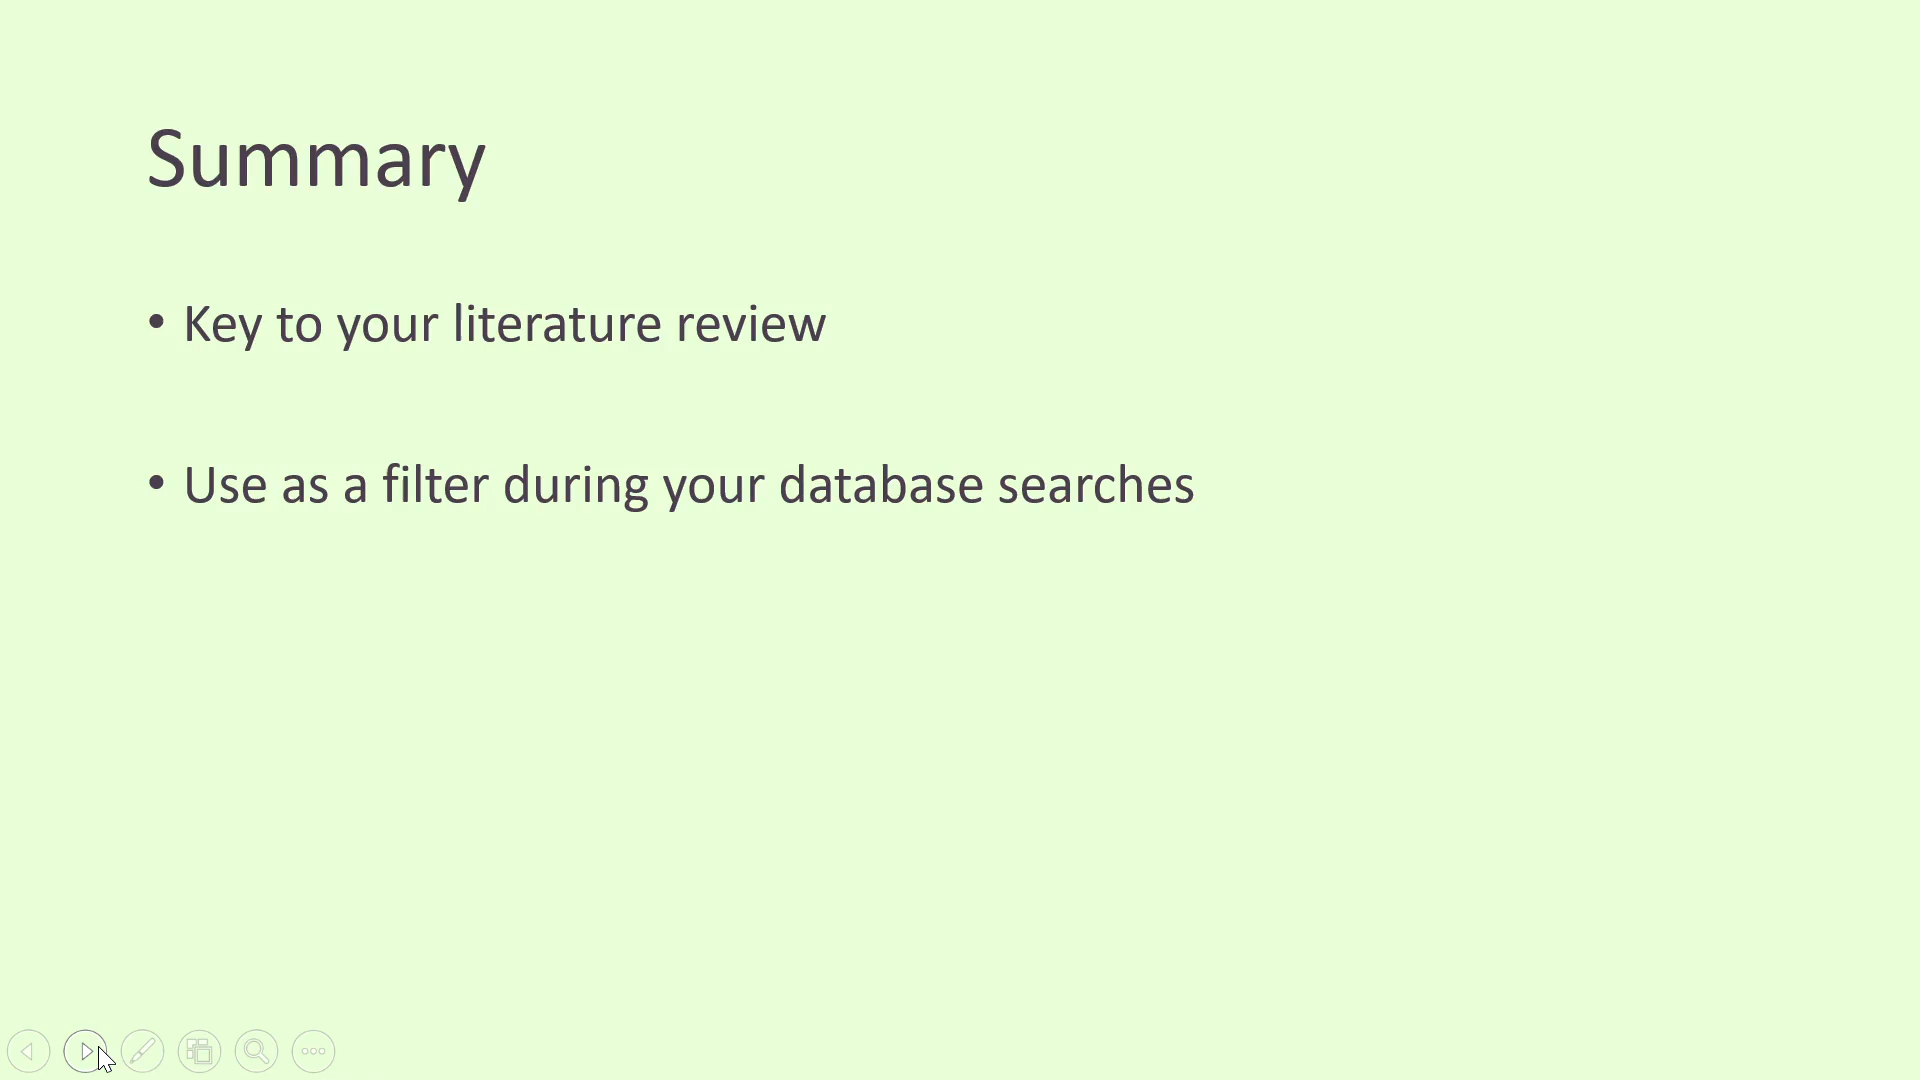 Summary
• Key to your literature review
• Use as a filter during your database searches